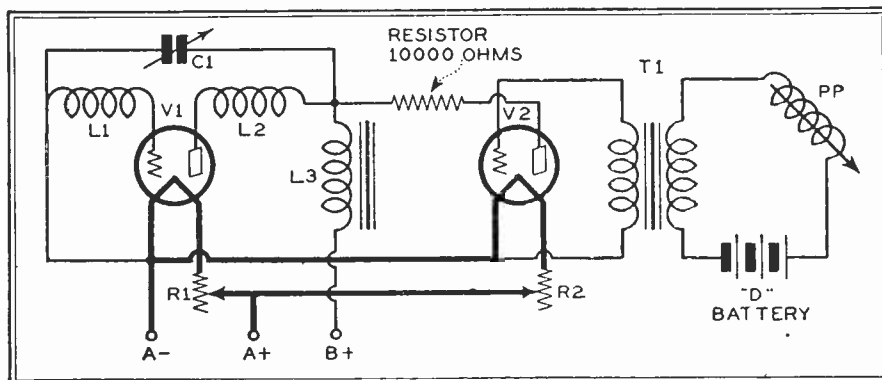 RESISTOR
10000 OHMS
C1
V1
L1
L2
L3
V2
T1
PP
R1
R2
"D"
BATTERY
A-
A+
B+